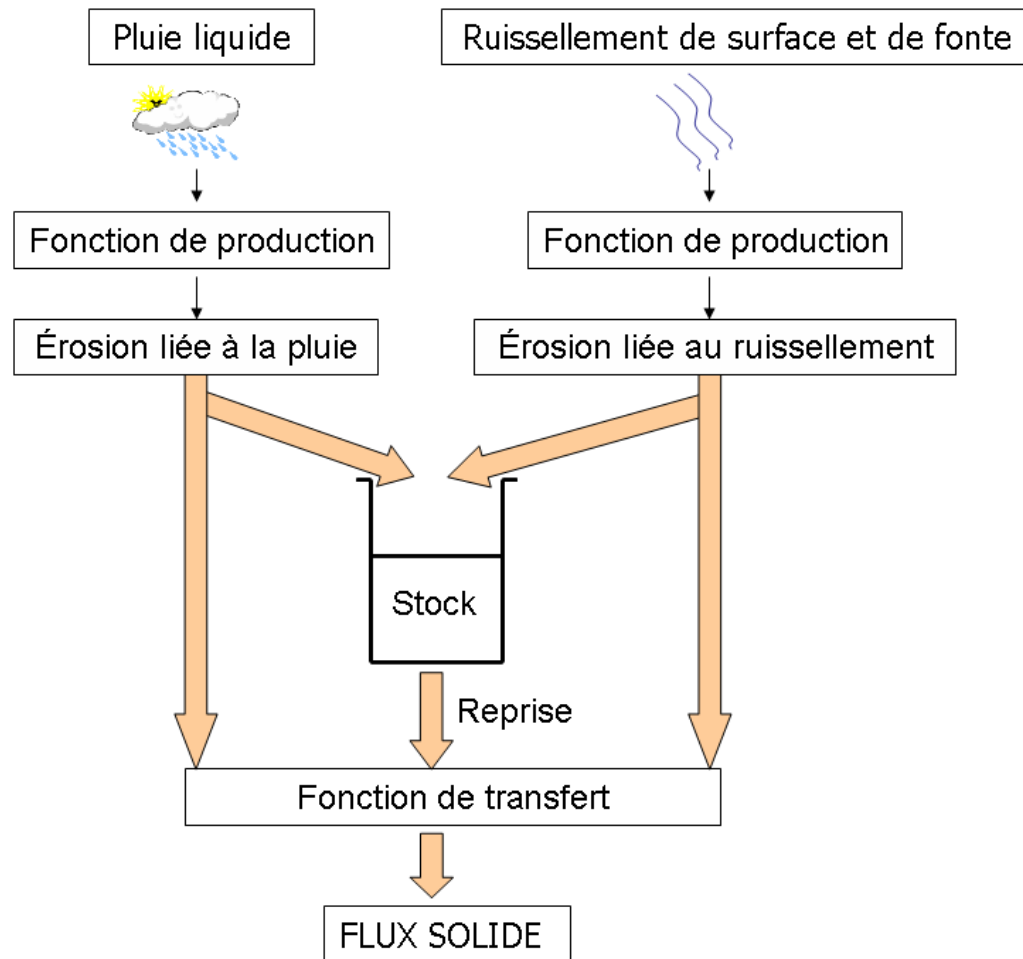 Pluie liquide
Ruissellement de surface et de fonte
Fonction de production
Fonction de production
Érosion liée à la pluie
Érosion liée au ruissellement
Stock
Reprise
Fonction de transfert
FLUX SOLIDE